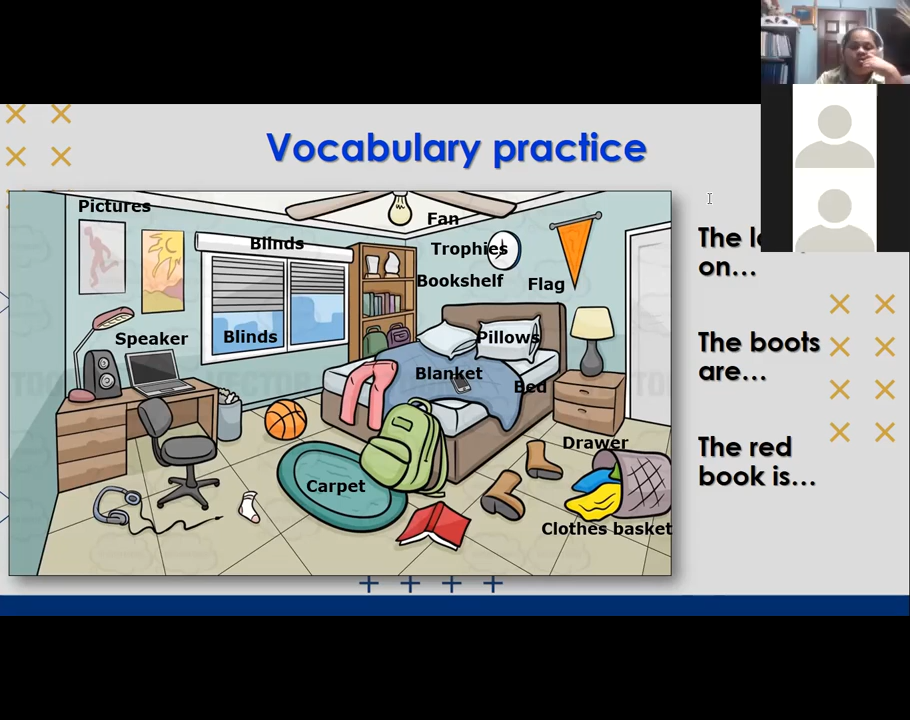 Vocabulary practice
Pictures
Fan
Blinds
Trophies
Bookshelf
Flag
Speaker
Blinds
Pillows
Blanket
Bed
Drawer
Carpet
Clothes basket
The
on…
The boots
are…
The red
book is…